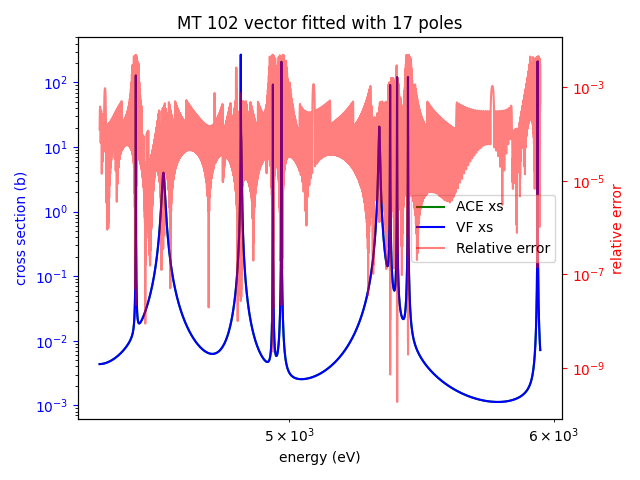 MT 102 vector fitted with 17 poles
cross section (b)
10²
10¹
10⁰
10⁻¹
10⁻²
10⁻³
10⁻³
10⁻⁵
10⁻⁷
10⁻⁹
relative error
ACE xs
VF xs
Relative error
5 × 10³
6 × 10³
energy (eV)